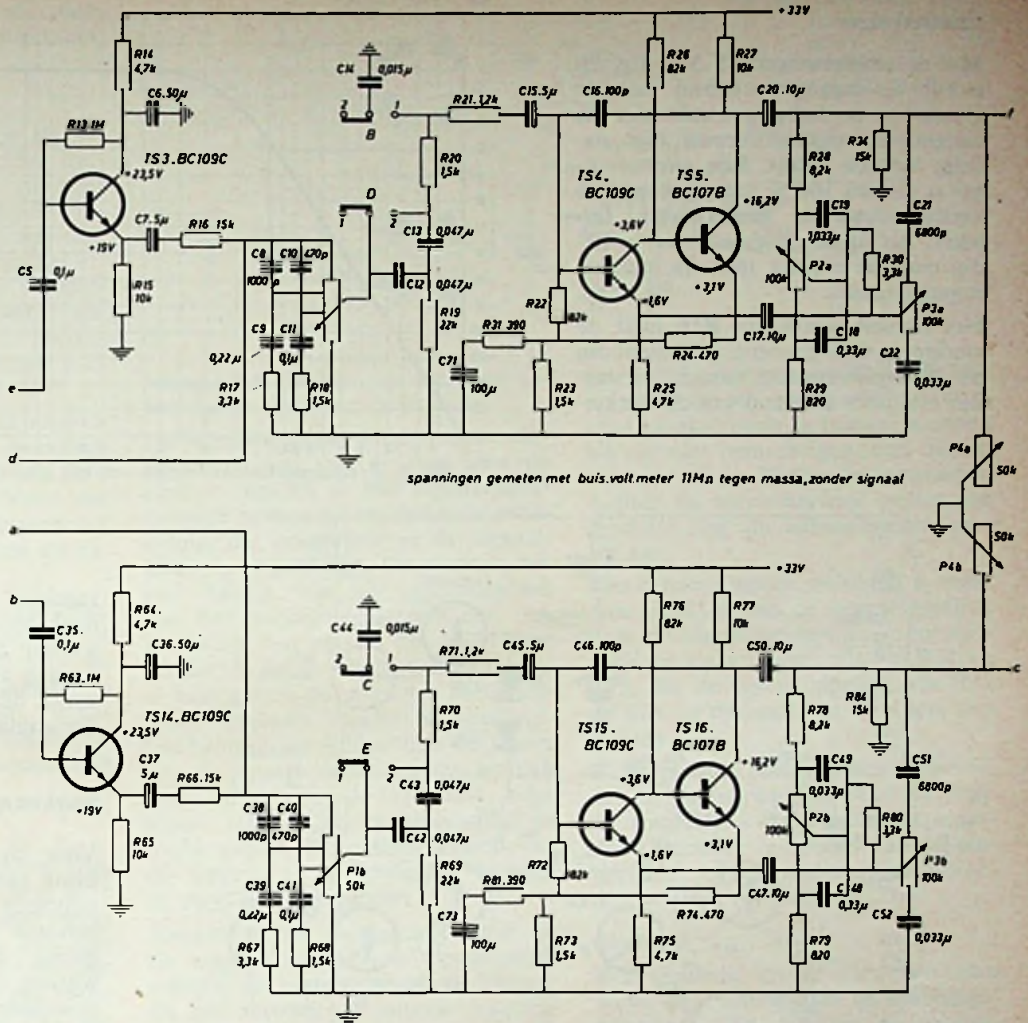 +33V
R14
4,7k
C6.50µ
R13.1M
TS3.BC109C
+23,5V
C7.5µ
R16 15k
+19V
C5
0,1µ
R15
10k
e
d
C14
0,015µ
2
1
B
R21.1,2k
C15.5µ
C16.100p
R26
82k
R27
10k
C20.10µ
f
R20
1,5k
D
1
2
C13
0,047µ
C12
0,047µ
R19
22k
C8
1000p
C10
470p
C9
0,22µ
C11
0,1µ
R17
3,3k
R18
1,5k
TS4.
BC109C
TS5.
BC107B
+3,6V
+16,2V
+1,6V
+3,1V
R22
82k
R31.390
C71
100µ
R23
1,5k
R24.470
R25
4,7k
C17.10µ
R28
8,2k
C19
0,033µ
P2a
100k
R30
3,3k
C18
0,33µ
R29
820
R34
15k
C21
6800p
P3a
100k
C22
0,033µ
P4a
50k
50k
P4b
spanningen gemeten met buis.volt.meter 11MΩ tegen massa, zonder signaal
a
b
+33V
R64.
4,7k
C35.
0,1µ
C36.50µ
R63.1M
TS14.BC109C
+23,5V
C37
5µ
R66.15k
+19V
R65
10k
C44
0,015µ
2
1
C
R71.1,2k
C45.5µ
C46.100p
R76
82k
R77
10k
C50.10µ
c
R70
1,5k
E
1
2
C43
0,047µ
C42
0,047µ
R69
22k
C38
1000p
C40
470p
P1b
50k
C39
0,22µ
C41
0,1µ
R67
3,3k
R68
1,5k
TS15.
BC109C
TS16.
BC107B
+3,6V
+16,2V
+1,6V
+3,1V
R72
82k
R81.390
C73
100µ
R73
1,5k
R74.470
R75
4,7k
C47.10µ
R78
8,2k
C49
0,033µ
P2b
100k
R80
3,3k
C48
0,33µ
R79
820
R84
15k
C51
6800p
P3b
100k
C52
0,033µ